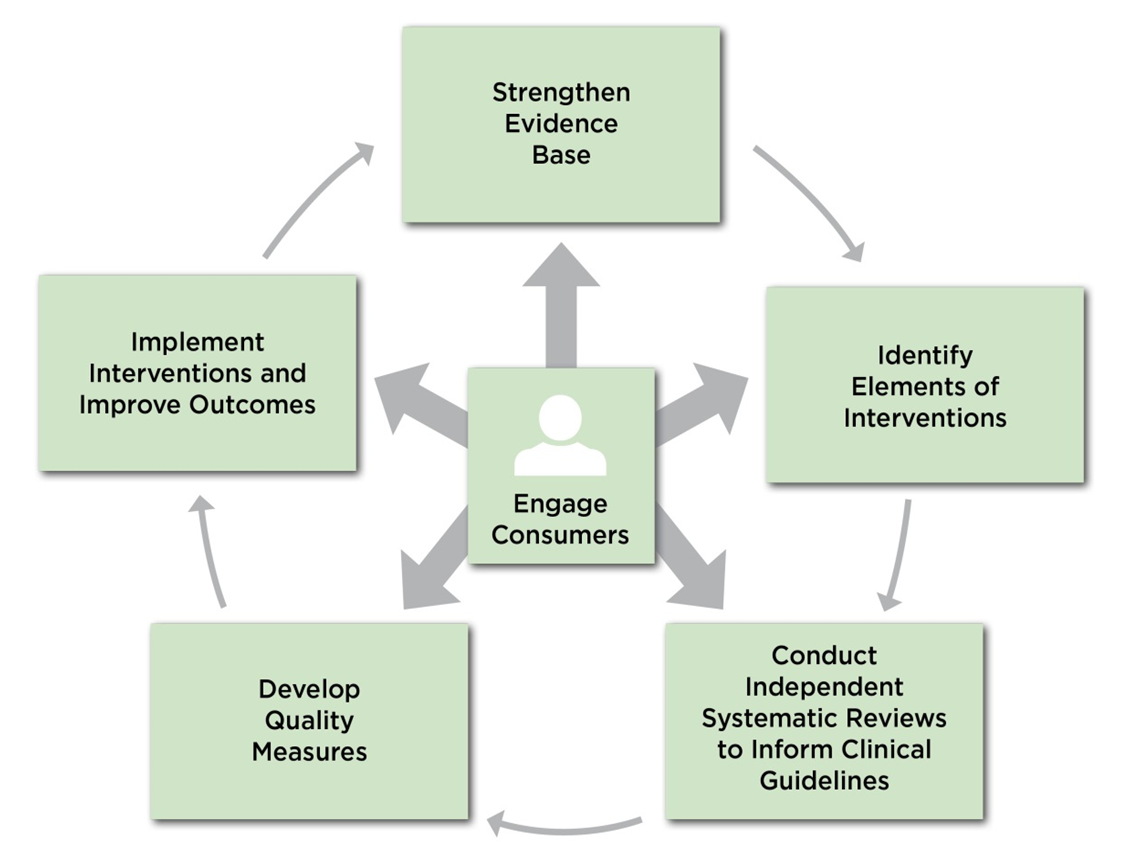 Strengthen
Evidence
Base
Identify
Elements of
Interventions
Conduct
Independent
Systematic Reviews
to Inform Clinical
Guidelines
Develop
Quality
Measures
Implement
Interventions and
Improve Outcomes
Engage
Consumers